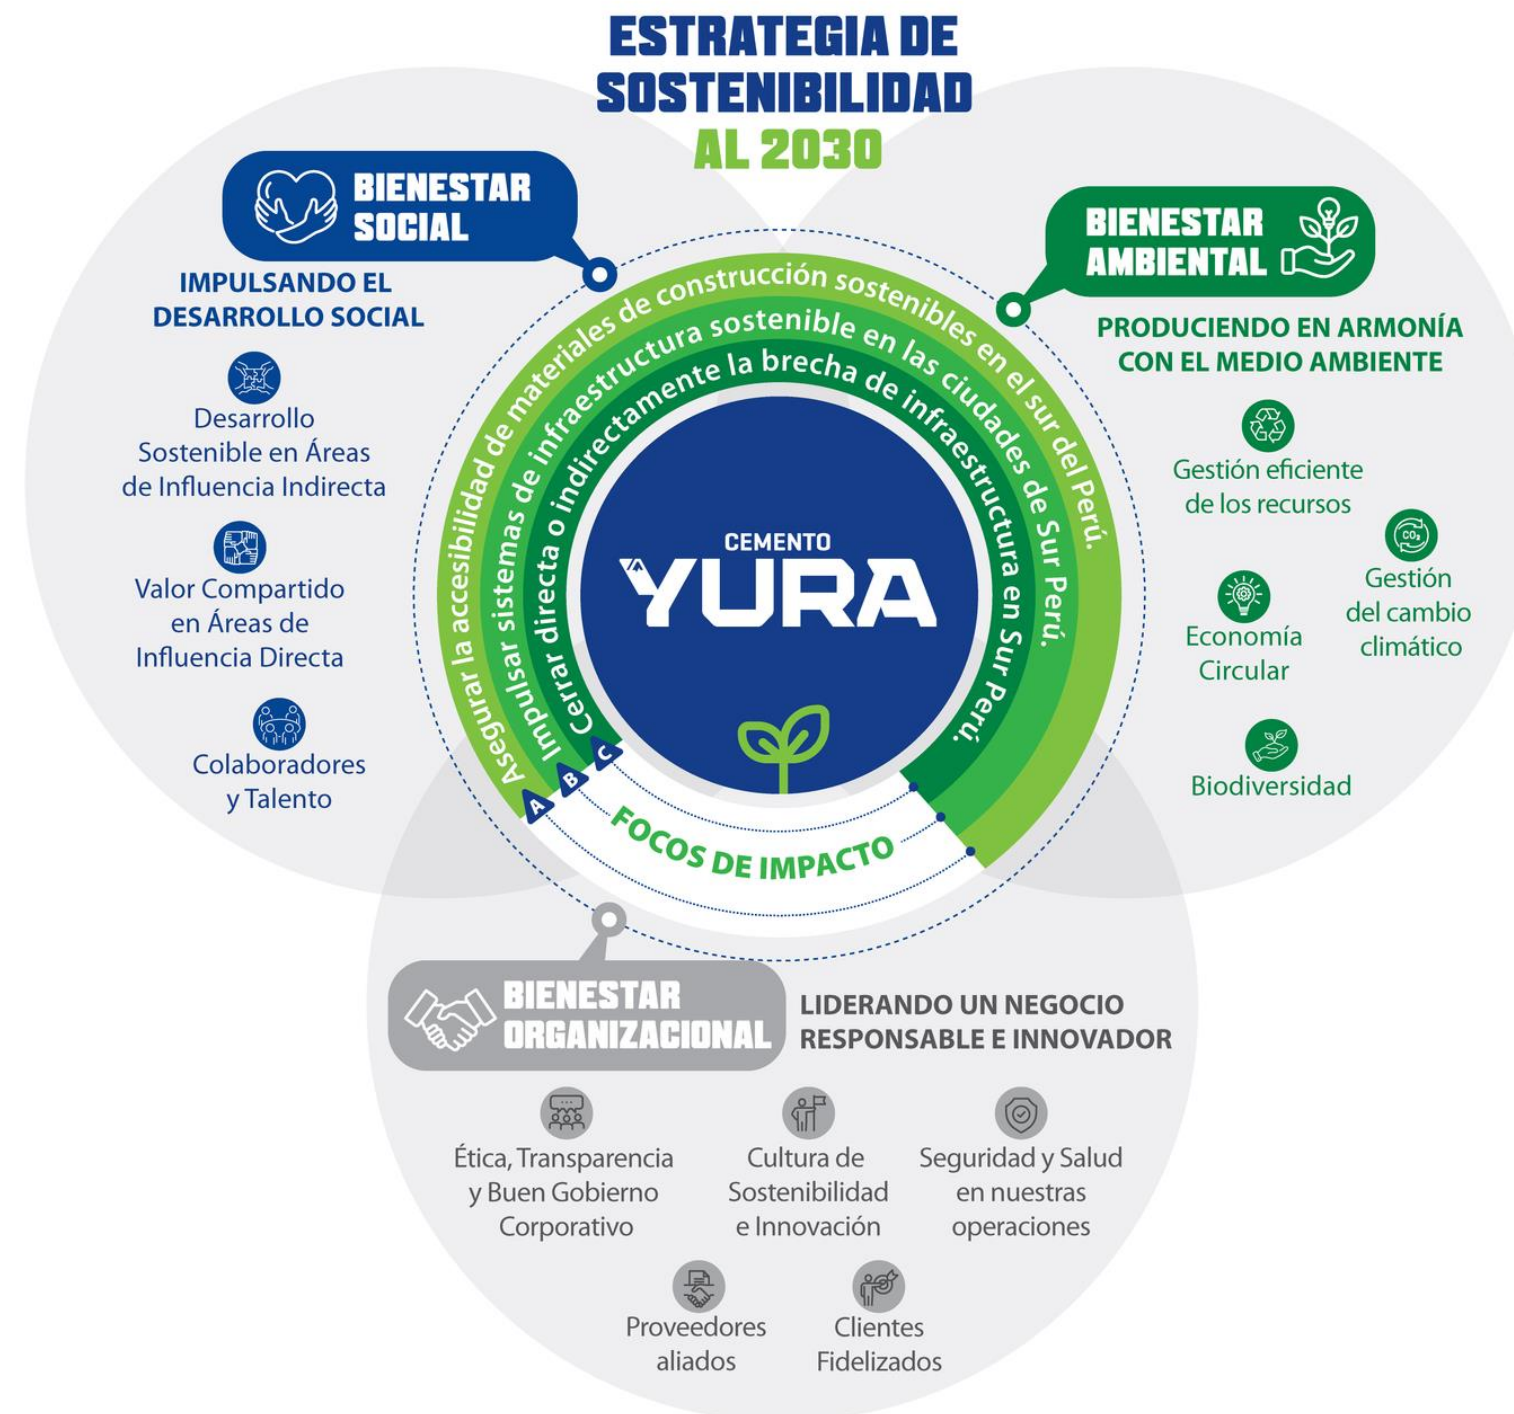 ESTRATEGIA DE
SOSTENIBILIDAD
AL 2030
BIENESTAR
SOCIAL
IMPULSANDO EL
DESARROLLO SOCIAL
Desarrollo
Sostenible en Áreas
de Influencia Indirecta
Valor Compartido
en Áreas de
Influencia Directa
Colaboradores
y Talento
BIENESTAR
AMBIENTAL
PRODUCIENDO EN ARMONÍA
CON EL MEDIO AMBIENTE
Gestión eficiente
de los recursos
CO₂
Gestión
del cambio
climático
Economía
Circular
Biodiversidad
A
Asegurar la accesibilidad de materiales de construcción sostenibles en el sur del Perú.
B
Impulsar sistemas de infraestructura sostenible en las ciudades de Sur Perú.
C
Cerrar directa o indirectamente la brecha de infraestructura en Sur Perú.
CEMENTO
YURA
FOCOS DE IMPACTO
BIENESTAR
ORGANIZACIONAL
LIDERANDO UN NEGOCIO
RESPONSABLE E INNOVADOR
Ética, Transparencia
y Buen Gobierno
Corporativo
Cultura de
Sostenibilidad
e Innovación
Seguridad y Salud
en nuestras
operaciones
Proveedores
aliados
Clientes
Fidelizados